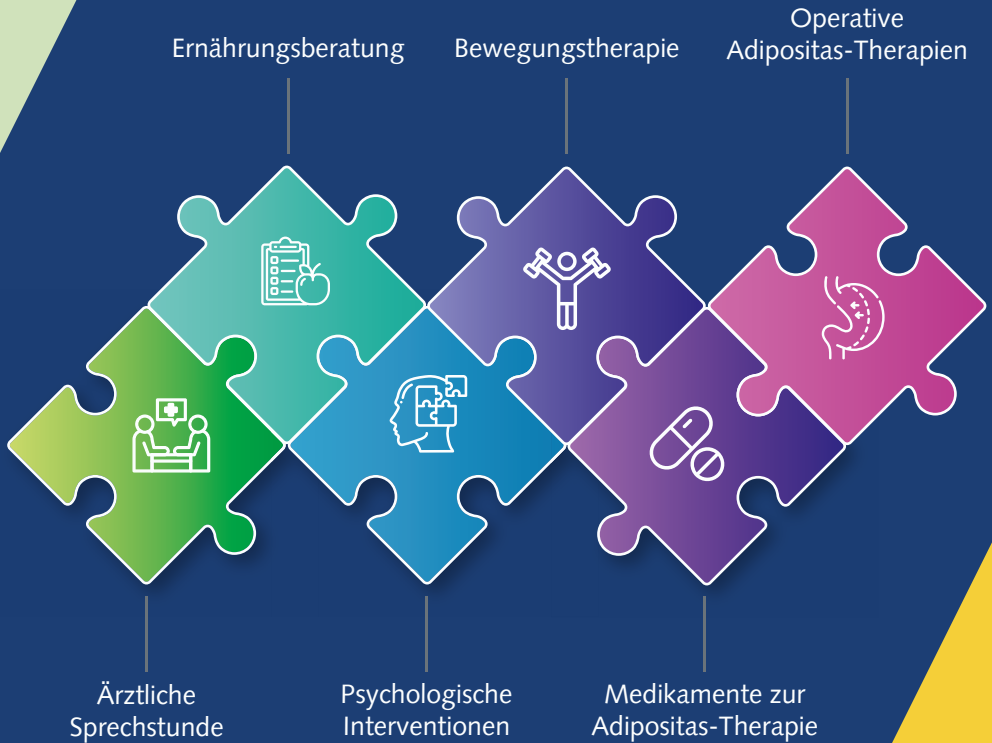 Ernährungsberatung
Bewegungstherapie
Operative
Adipositas-Therapien
Ärztliche
Sprechstunde
Psychologische
Interventionen
Medikamente zur
Adipositas-Therapie